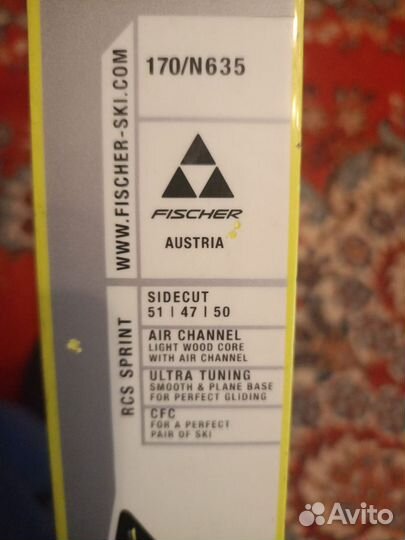 170/N635
WWW.FISCHER-SKI.COM
FISCHER
AUSTRIA
RCS SPRINT
SIDECUT
51 | 47 | 50
AIR CHANNEL
LIGHT WOOD CORE
WITH AIR CHANNEL
ULTRA TUNING
SMOOTH & PLANE BASE
FOR PERFECT GLIDING
CFC
FOR A PERFECT
PAIR OF SKI
Avito